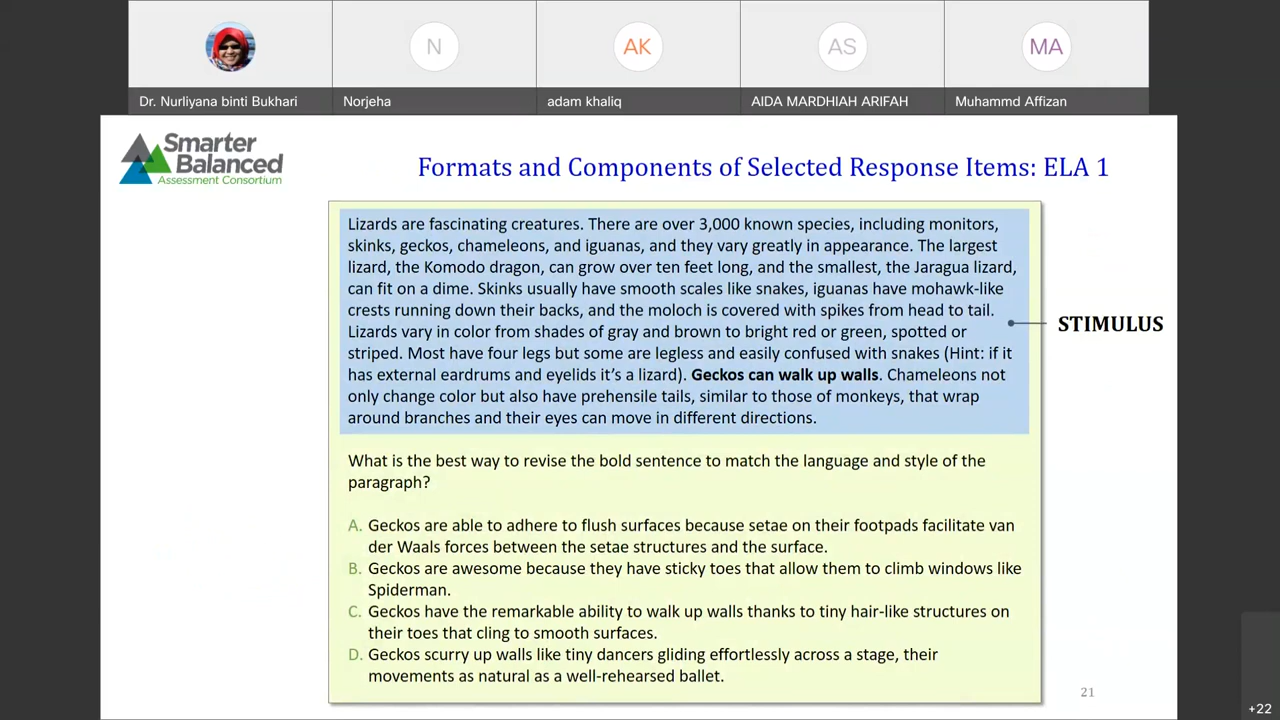 N
AK
AS
MA
Dr. Nurliyana binti Bukhari
Norjeha
adam khaliq
AIDA MARDHIAH ARIFAH
Muhammd Affizan
Smarter
Balanced
Assessment Consortium
Formats and Components of Selected Response Items: ELA 1
Lizards are fascinating creatures. There are over 3,000 known species, including monitors,
skinks, geckos, chameleons, and iguanas, and they vary greatly in appearance. The largest
lizard, the Komodo dragon, can grow over ten feet long, and the smallest, the Jaragua lizard,
can fit on a dime. Skinks usually have smooth scales like snakes, iguanas have mohawk-like
crests running down their backs, and the moloch is covered with spikes from head to tail.
Lizards vary in color from shades of gray and brown to bright red or green, spotted or
striped. Most have four legs but some are legless and easily confused with snakes (Hint: if it
has external eardrums and eyelids it’s a lizard). Geckos can walk up walls. Chameleons not
only change color but also have prehensile tails, similar to those of monkeys, that wrap
around branches and their eyes can move in different directions.
STIMULUS
What is the best way to revise the bold sentence to match the language and style of the
paragraph?
A. Geckos are able to adhere to flush surfaces because setae on their footpads facilitate van
der Waals forces between the setae structures and the surface.
B. Geckos are awesome because they have sticky toes that allow them to climb windows like
Spiderman.
C. Geckos have the remarkable ability to walk up walls thanks to tiny hair-like structures on
their toes that cling to smooth surfaces.
D. Geckos scurry up walls like tiny dancers gliding effortlessly across a stage, their
movements as natural as a well-rehearsed ballet.
21
+22